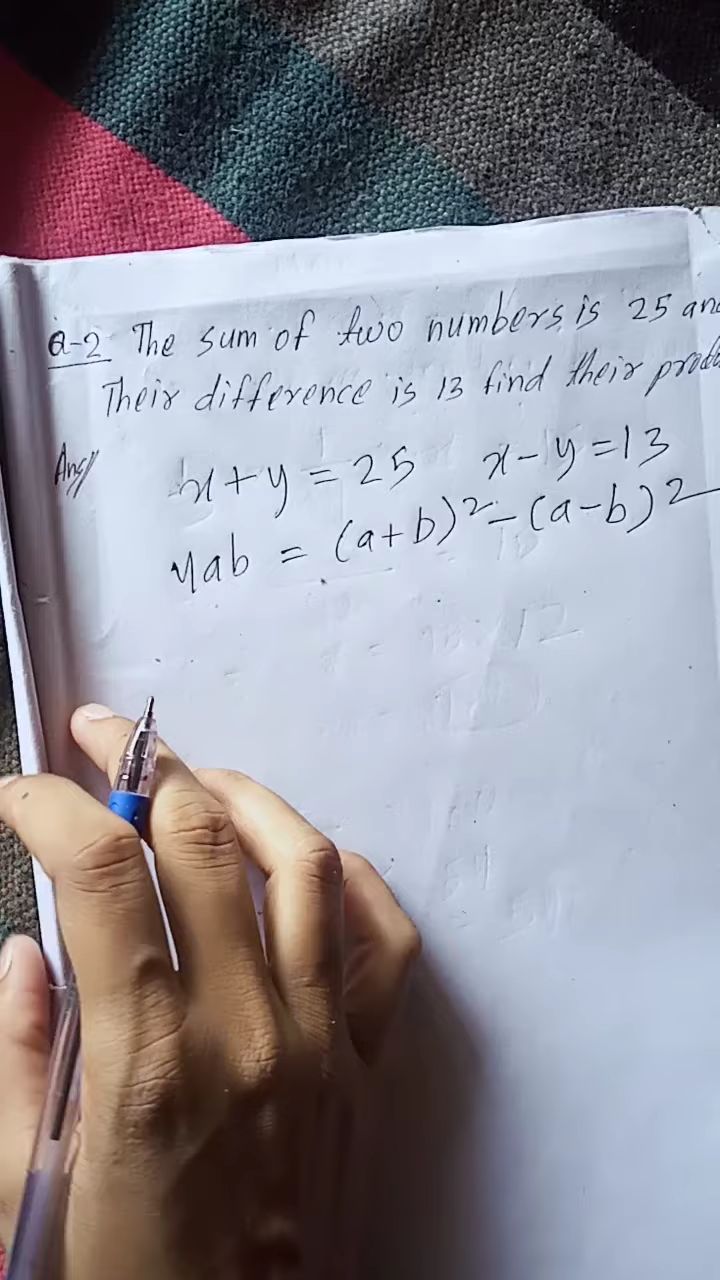 Q-2 The sum of two numbers is 25 and
Their difference is 13 find their produ
Ans//
x+y=25 x-y=13
4ab = (a+b)²-(a-b)²